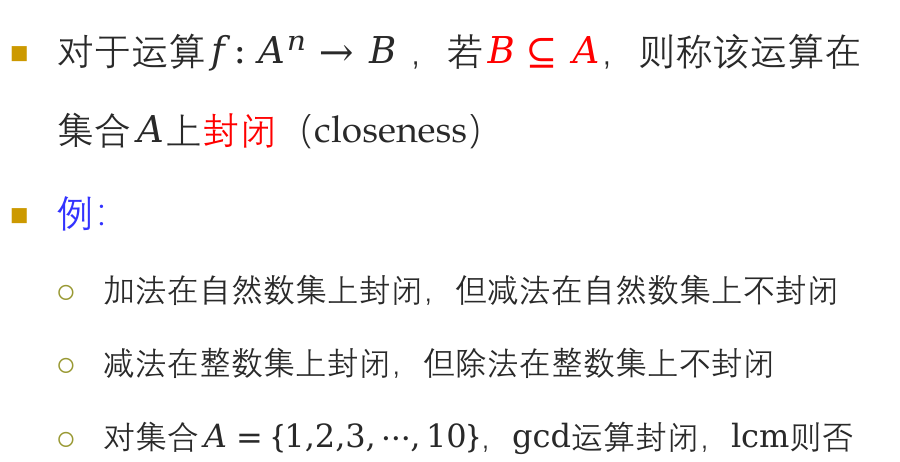 对于运算f: Aⁿ → B ，若B ⊆ A，则称该运算在
集合A上封闭（closeness）
例：
加法在自然数集上封闭，但减法在自然数集上不封闭
减法在整数集上封闭，但除法在整数集上不封闭
对集合A = {1,2,3, ⋯, 10}，gcd运算封闭，lcm则否